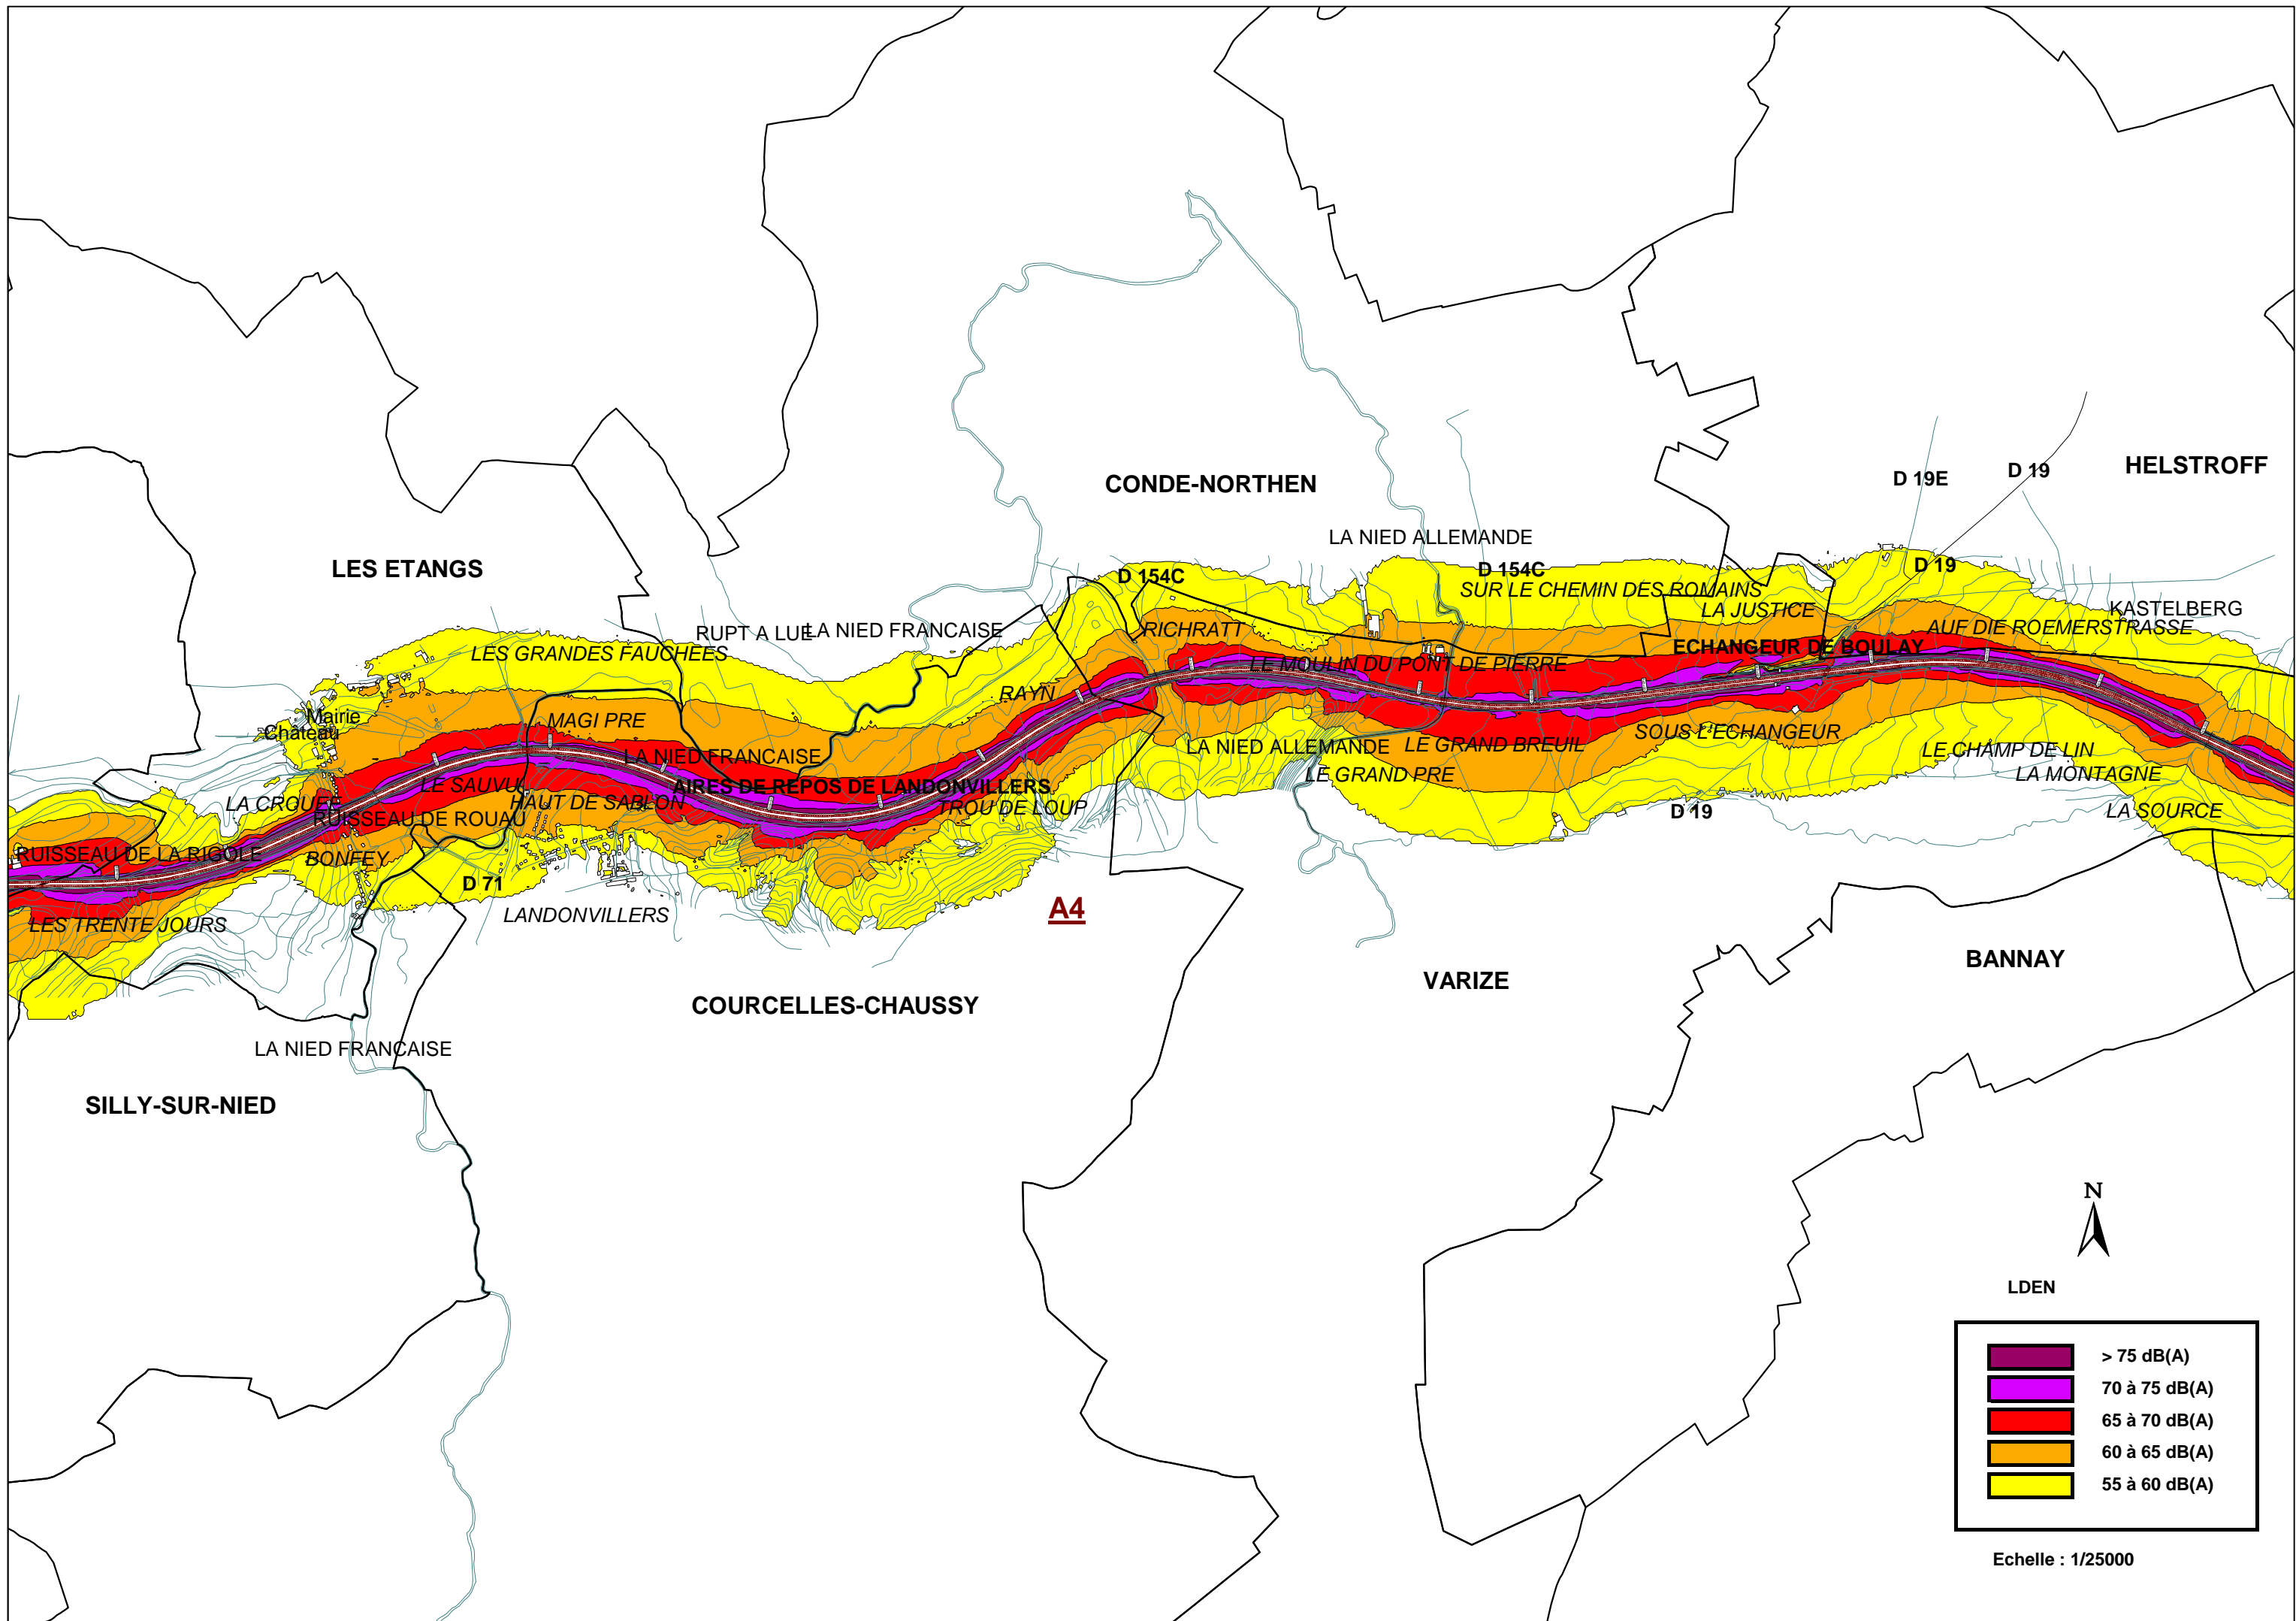 HELSTROFF
D 19
D 19E
CONDE-NORTHEN
LA NIED ALLEMANDE
LES ETANGS
D 154C
D 154C
D 19
SUR LE CHEMIN DES ROMAINS
LA JUSTICE
KASTELBERG
RUPT A LUE
LA NIED FRANCAISE
RICHRATT
AUF DIE ROEMERSTRASSE
LES GRANDES FAUCHEES
ECHANGEUR DE BOULAY
LE MOULIN DU PONT DE PIERRE
RAYN
Mairie
MAGI PRE
Château
SOUS L'ECHANGEUR
LA NIED ALLEMANDE
LE GRAND BREUIL
LE CHAMP DE LIN
LA NIED FRANCAISE
LE GRAND PRE
LA MONTAGNE
LE SAUVUI
AIRES DE REPOS DE LANDONVILLERS
LA CROUEE
HAUT DE SABLON
TROU DE LOUP
D 19
LA SOURCE
RUISSEAU DE ROUAU
RUISSEAU DE LA RIGOLE
BONFEY
D 71
LES TRENTE JOURS
LANDONVILLERS
A4
BANNAY
VARIZE
COURCELLES-CHAUSSY
LA NIED FRANCAISE
SILLY-SUR-NIED
N
LDEN
> 75 dB(A)
70 à 75 dB(A)
65 à 70 dB(A)
60 à 65 dB(A)
55 à 60 dB(A)
Echelle : 1/25000